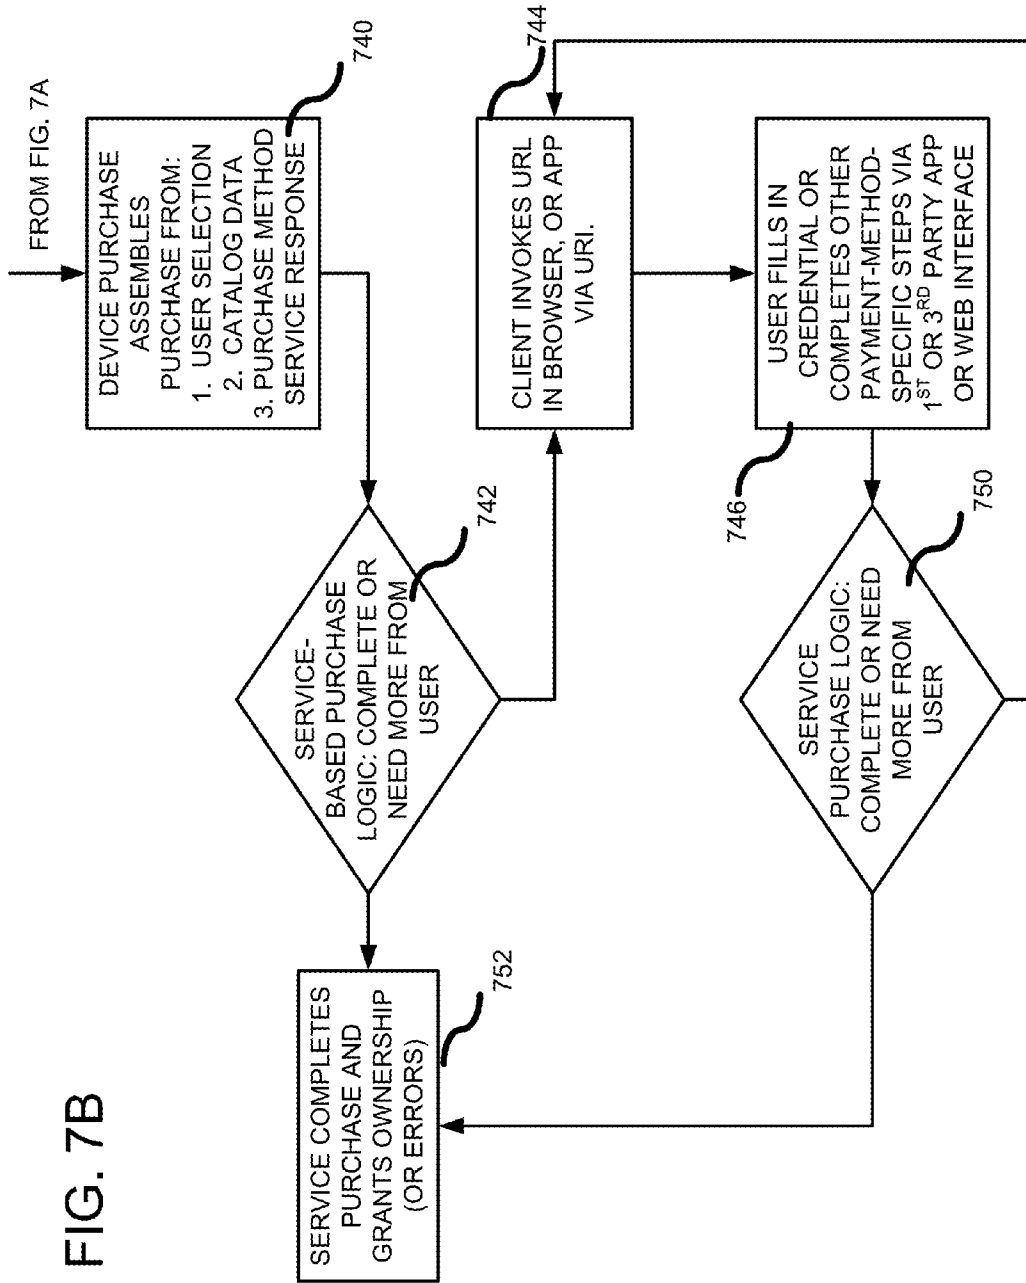 FIG. 7B
FROM FIG. 7A
DEVICE PURCHASE
ASSEMBLES
PURCHASE FROM:
1. USER SELECTION
2. CATALOG DATA
3. PURCHASE METHOD
SERVICE RESPONSE
740
SERVICE-
BASED PURCHASE
LOGIC: COMPLETE OR
NEED MORE FROM
USER
742
CLIENT INVOKES URL
IN BROWSER, OR APP
VIA URI.
744
USER FILLS IN
CREDENTIAL OR
COMPLETES OTHER
PAYMENT-METHOD-
SPECIFIC STEPS VIA
1ST OR 3RD PARTY APP
OR WEB INTERFACE
746
SERVICE
PURCHASE LOGIC:
COMPLETE OR NEED
MORE FROM
USER
750
SERVICE COMPLETES
PURCHASE AND
GRANTS OWNERSHIP
(OR ERRORS)
752